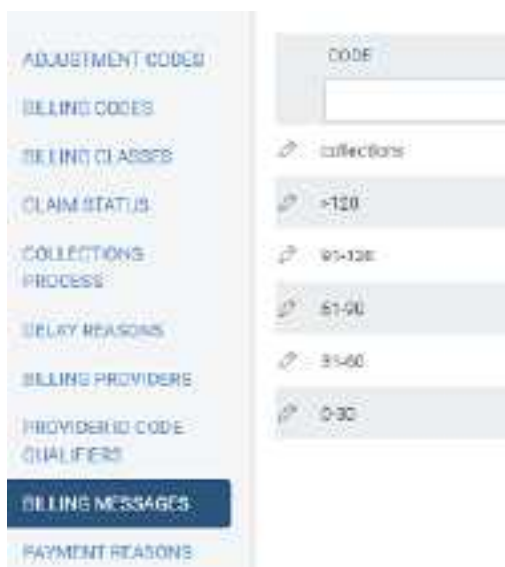 ADJUSTMENT CODES
BILLING CODES
BILLING CLASSES
CLAIM STATUS
COLLECTIONS
PROCESS
DELAY REASONS
BILLING PROVIDERS
PROVIDER ID CODE
QUALIFIERS
BILLING MESSAGES
PAYMENT REASONS
CODE
collections
>120
91-120
61-90
31-60
0-30